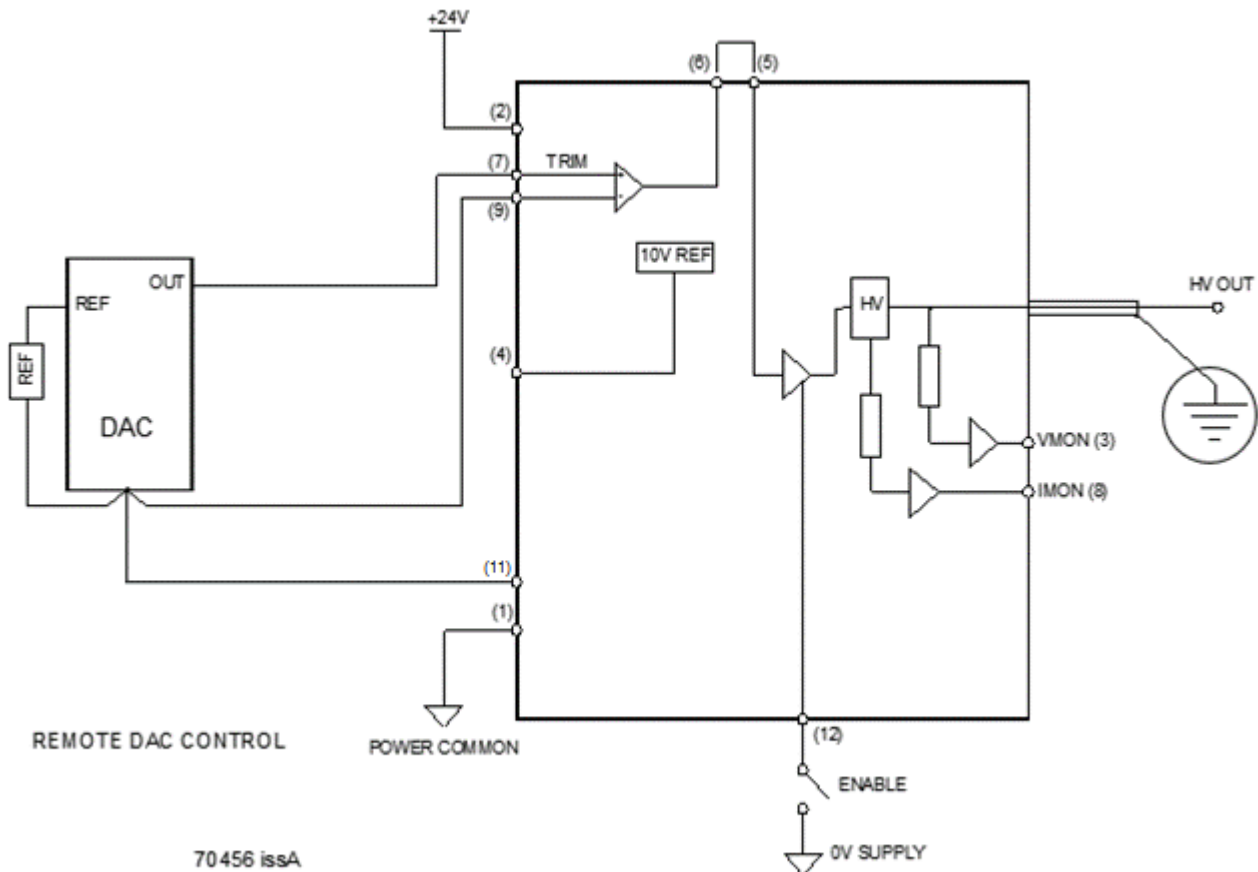 +24V
(6) (5)
(2)
(7) TRIM
+
-
(9)
10V REF
OUT
REF
HV OUT
HV
REF
(4)
DAC
VMON (3)
IMON (8)
(11)
(1)
REMOTE DAC CONTROL
POWER COMMON
(12)
ENABLE
0V SUPPLY
70456 issA